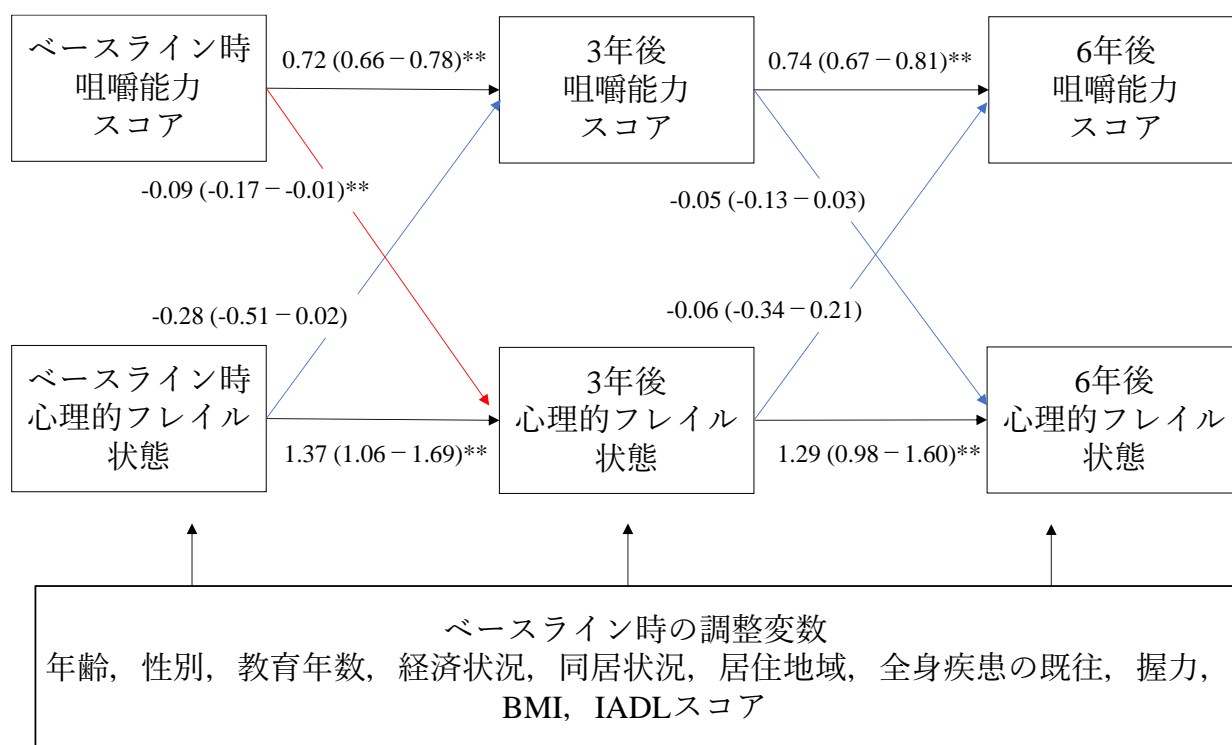 ベースライン時
咀嚼能力
スコア
0.72 (0.66－0.78)**
3年後
咀嚼能力
スコア
0.74 (0.67－0.81)**
6年後
咀嚼能力
スコア
-0.09 (-0.17－-0.01)**
-0.05 (-0.13－0.03)
-0.28 (-0.51－0.02)
-0.06 (-0.34－0.21)
ベースライン時
心理的フレイル
状態
1.37 (1.06－1.69)**
3年後
心理的フレイル
状態
1.29 (0.98－1.60)**
6年後
心理的フレイル
状態
ベースライン時の調整変数
年齢，性別，教育年数，経済状況，同居状況，居住地域，全身疾患の既往，握力，
BMI，IADLスコア